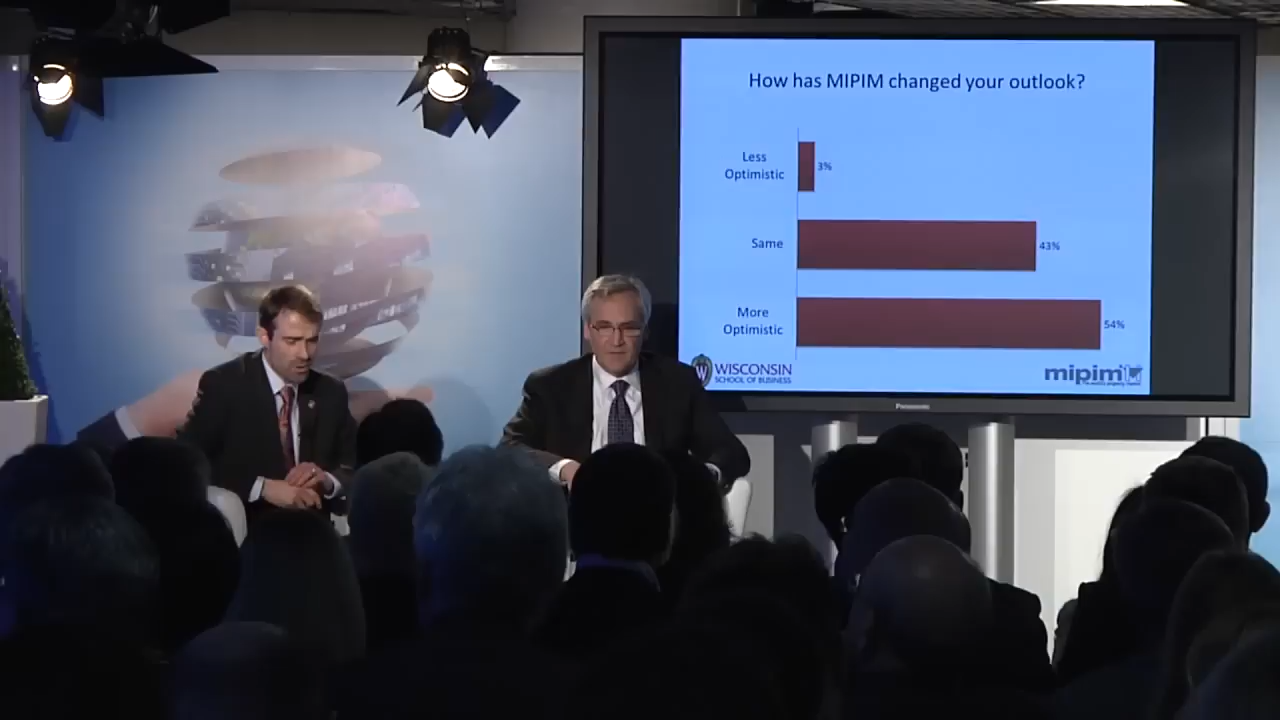 How has MIPIM changed your outlook?
Less
Optimistic
3%
Same
43%
More
Optimistic
54%
W WISCONSIN
SCHOOL OF BUSINESS
mipim
Panasonic